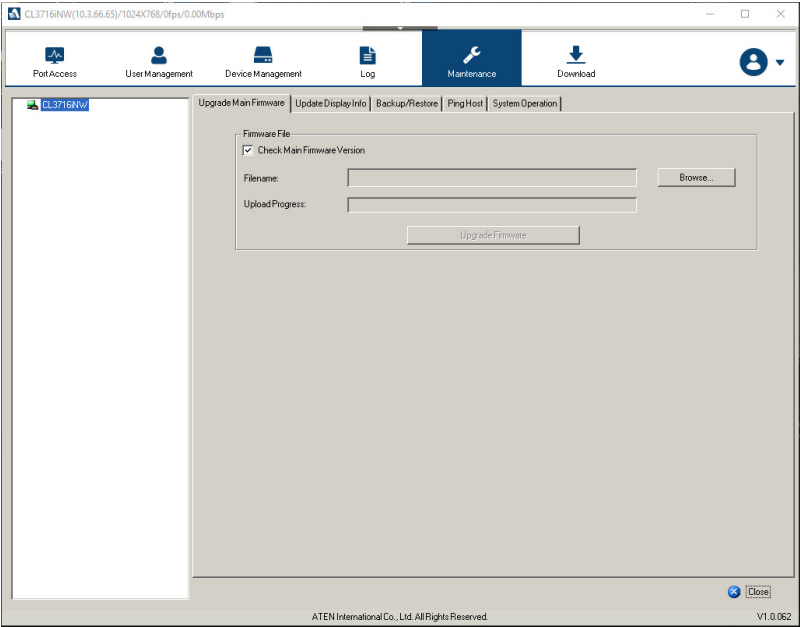 CL3716iNW(10.3.66.65)/1024X768/0fps/0.00Mbps
Port Access User Management Device Management Log Maintenance Download
CL3716iNW
Upgrade Main Firmware Update Display Info Backup/Restore Ping Host System Operation
Firmware File
Check Main Firmware Version
Filename: Browse...
Upload Progress:
Upgrade Firmware
Close
ATEN International Co., Ltd. All Rights Reserved. V1.0.062